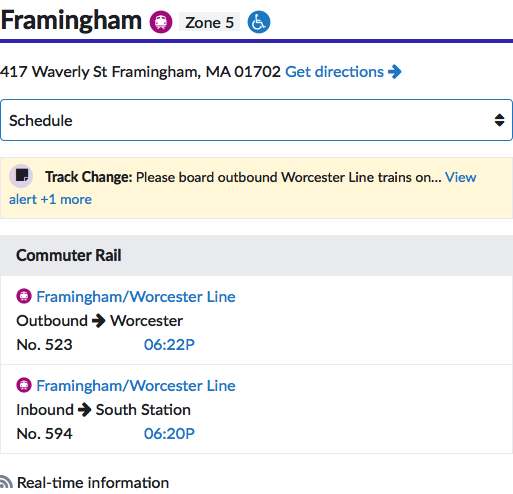 Framingham Zone 5
417 Waverly St Framingham, MA 01702 Get directions
Schedule
Track Change: Please board outbound Worcester Line trains on... View
alert +1 more
Commuter Rail
Framingham/Worcester Line
Outbound Worcester
No. 523 06:22P
Framingham/Worcester Line
Inbound South Station
No. 594 06:20P
Real-time information